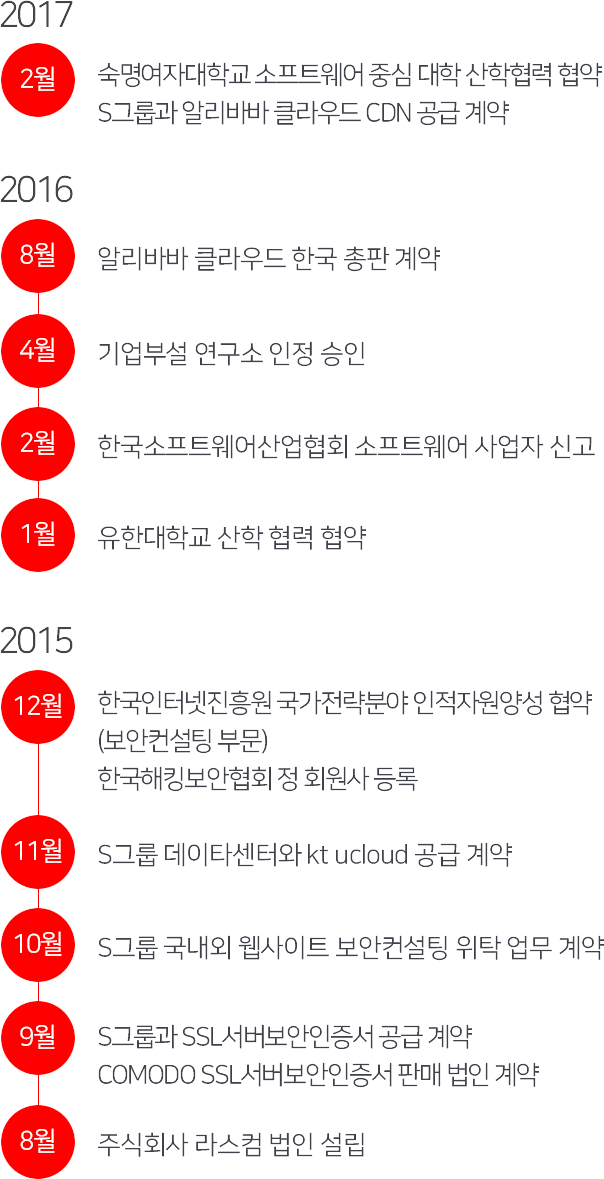 2017
2월
숙명여자대학교 소프트웨어 중심 대학 산학협력 협약
S그룹과 알리바바 클라우드 CDN 공급 계약
2016
8월
알리바바 클라우드 한국 총판 계약
4월
기업부설 연구소 인정 승인
2월
한국소프트웨어산업협회 소프트웨어 사업자 신고
1월
유한대학교 산학 협력 협약
2015
12월
한국인터넷진흥원 국가전략분야 인적자원양성 협약
(보안컨설팅 부문)
한국해킹보안협회 정 회원사 등록
11월
S그룹 데이타센터와 kt ucloud 공급 계약
10월
S그룹 국내외 웹사이트 보안컨설팅 위탁 업무 계약
9월
S그룹과 SSL서버보안인증서 공급 계약
COMODO SSL서버보안인증서 판매 법인 계약
8월
주식회사 라스컴 법인 설립